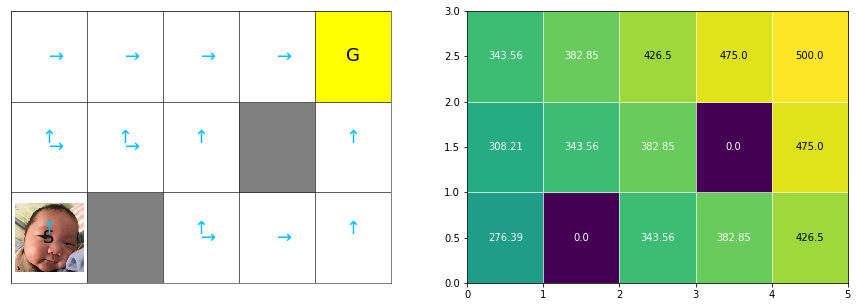 → → → → G
↑→ ↑→ ↑ ↑
S↑ ↑→ → ↑
3.0
343.56 382.85 426.5 475.0 500.0
2.5
2.0
308.21 343.56 382.85 0.0 475.0
1.5
1.0
276.39 0.0 343.56 382.85 426.5
0.5
0.0
0 1 2 3 4 5